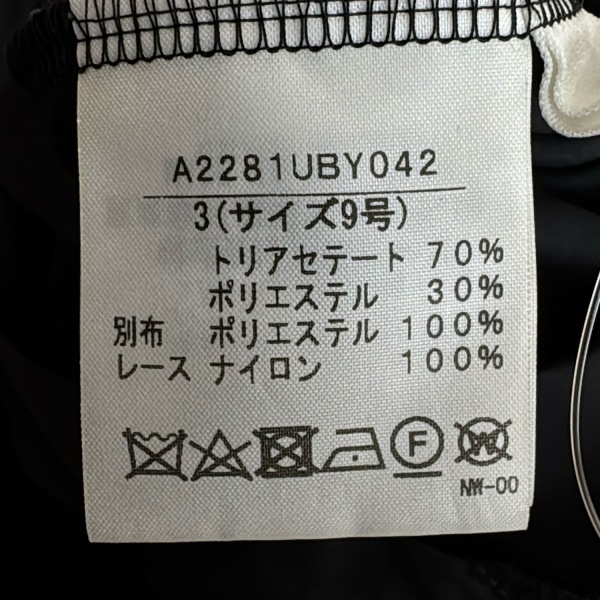 A2281UBY042
3(サイズ9号)
トリアセテート 70%
ポリエステル 30%
別布 ポリエステル 100%
レース ナイロン 100%
F W
NW-00